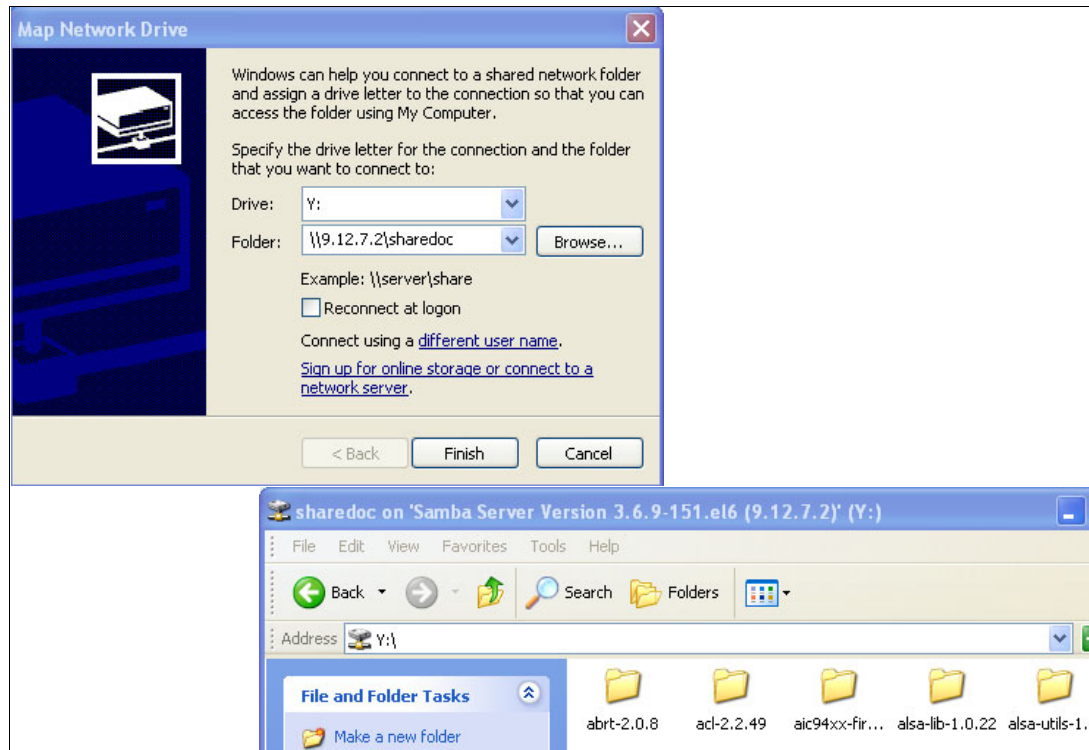 Map Network Drive
Windows can help you connect to a shared network folder
and assign a drive letter to the connection so that you can
access the folder using My Computer.
Specify the drive letter for the connection and the folder
that you want to connect to:
Drive: Y:
Folder: \\9.12.7.2\sharedoc Browse...
Example: \\server\share
Reconnect at logon
Connect using a different user name.
Sign up for online storage or connect to a
network server.
< Back Finish Cancel
sharedoc on 'Samba Server Version 3.6.9-151.el6 (9.12.7.2)' (Y:)
File Edit View Favorites Tools Help
Back Search Folders
Address Y:\
File and Folder Tasks
Make a new folder
abrt-2.0.8 acl-2.2.49 aic94xx-fir... alsa-lib-1.0.22 alsa-utils-1.